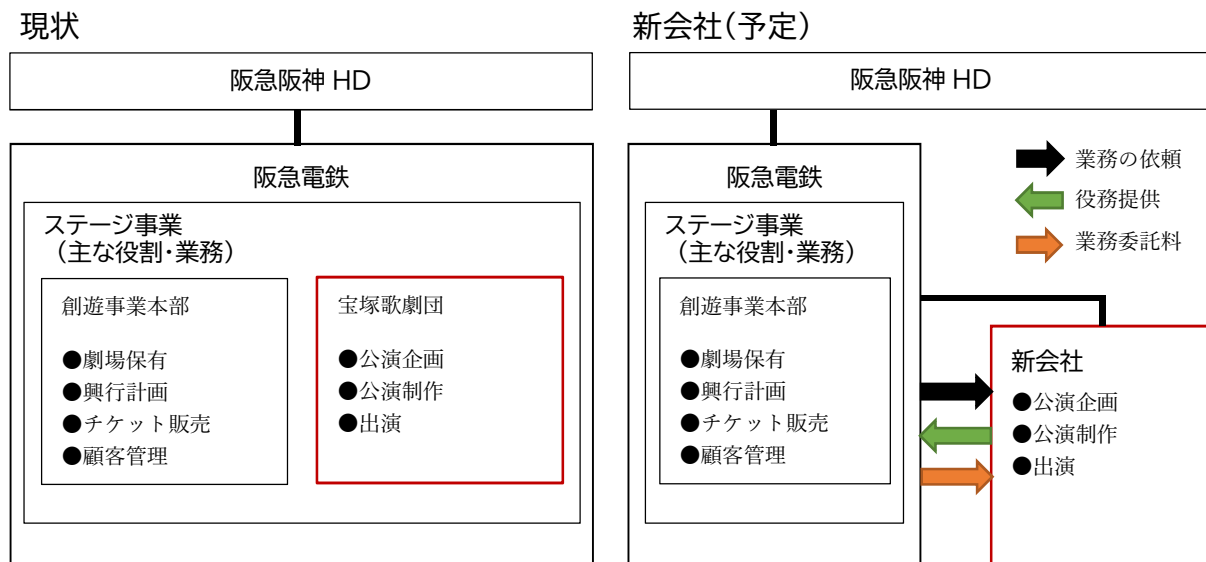 現状
阪急阪神 HD
阪急電鉄
ステージ事業
(主な役割・業務)
創遊事業本部
●劇場保有
●興行計画
●チケット販売
●顧客管理
宝塚歌劇団
●公演企画
●公演制作
●出演
新会社(予定)
阪急阪神 HD
阪急電鉄
ステージ事業
(主な役割・業務)
創遊事業本部
●劇場保有
●興行計画
●チケット販売
●顧客管理
業務の依頼
役務提供
業務委託料
新会社
●公演企画
●公演制作
●出演